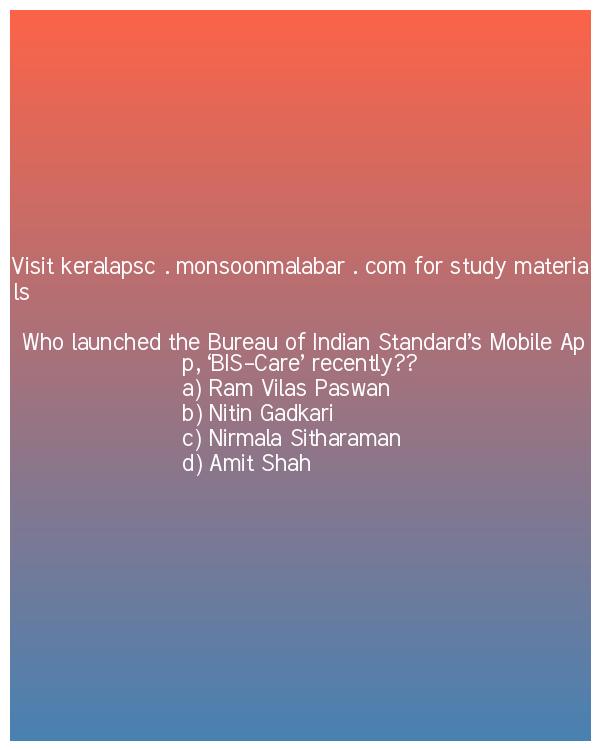 Visit keralapsc . monsoonmalabar . com for study materia
ls
Who launched the Bureau of Indian Standard’s Mobile Ap
p, ‘BIS-Care’ recently??
a) Ram Vilas Paswan
b) Nitin Gadkari
c) Nirmala Sitharaman
d) Amit Shah